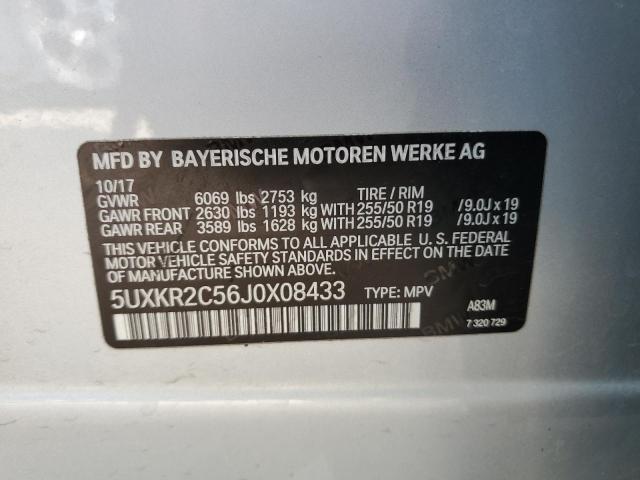 MFD BY BAYERISCHE MOTOREN WERKE AG
10/17
GVWR 6069 lbs 2753 kg TIRE / RIM
GAWR FRONT 2630 lbs 1193 kg WITH 255/50 R19 /9.0J x 19
GAWR REAR 3589 lbs 1628 kg WITH 255/50 R19 /9.0J x 19
THIS VEHICLE CONFORMS TO ALL APPLICABLE U. S. FEDERAL
MOTOR VEHICLE SAFETY STANDARDS IN EFFECT ON THE DATE
OF MANUFACTURE SHOWN ABOVE.
5UXKR2C56J0X08433 TYPE: MPV
A83M
7 320 729